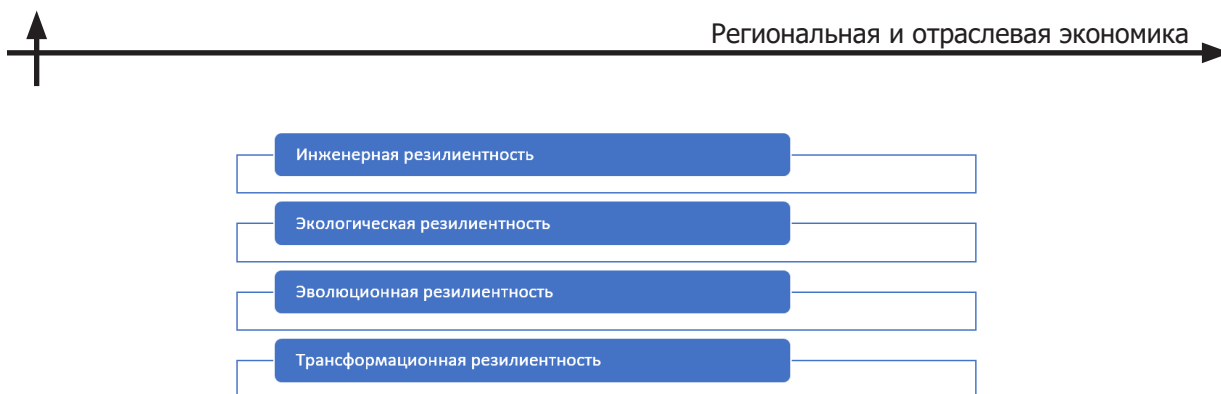 Региональная и отраслевая экономика
Инженерная резилиентность
Экологическая резилиентность
Эволюционная резилиентность
Трансформационная резилиентность